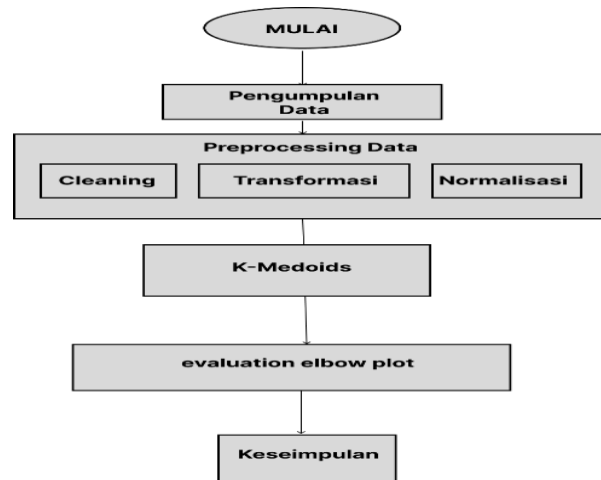 MULAI
Pengumpulan
Data
Preprocessing Data
Cleaning
Transformasi
Normalisasi
K-Medoids
evaluation elbow plot
Keseimpulan